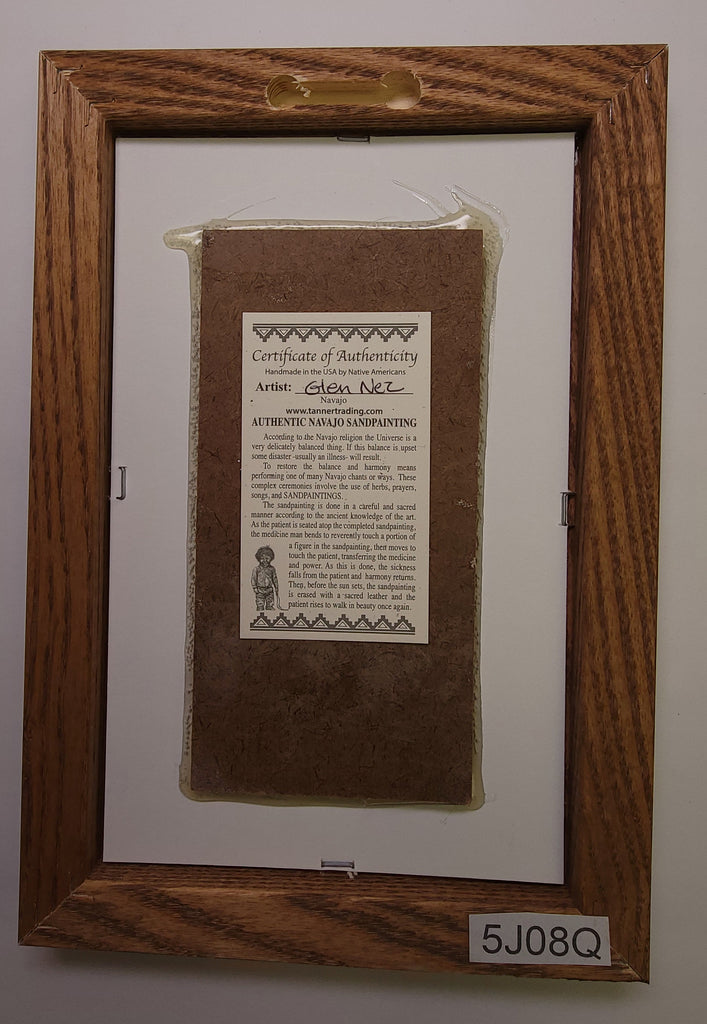 Certificate of Authenticity
Handmade in the USA by Native Americans
Artist: Glen Nez
Navajo
www.tannertrading.com
AUTHENTIC NAVAJO SANDPAINTING
According to the Navajo religion the Universe is a
very delicately balanced thing. If this balance is upset
some disaster -usually an illness- will result.
To restore the balance and harmony means
performing one of many Navajo chants or ways. These
complex ceremonies involve the use of herbs, prayers,
songs, and SANDPAINTINGS.
The sandpainting is done in a careful and sacred
manner according to the ancient knowledge of the art.
As the patient is seated atop the completed sandpainting,
the medicine man bends to reverently touch a portion of
a figure in the sandpainting, then moves to
touch the patient, transferring the medicine
and power. As this is done, the sickness
falls from the patient and harmony returns.
Then, before the sun sets, the sandpainting
is erased with a sacred leather and the
patient rises to walk in beauty once again.
5J08Q